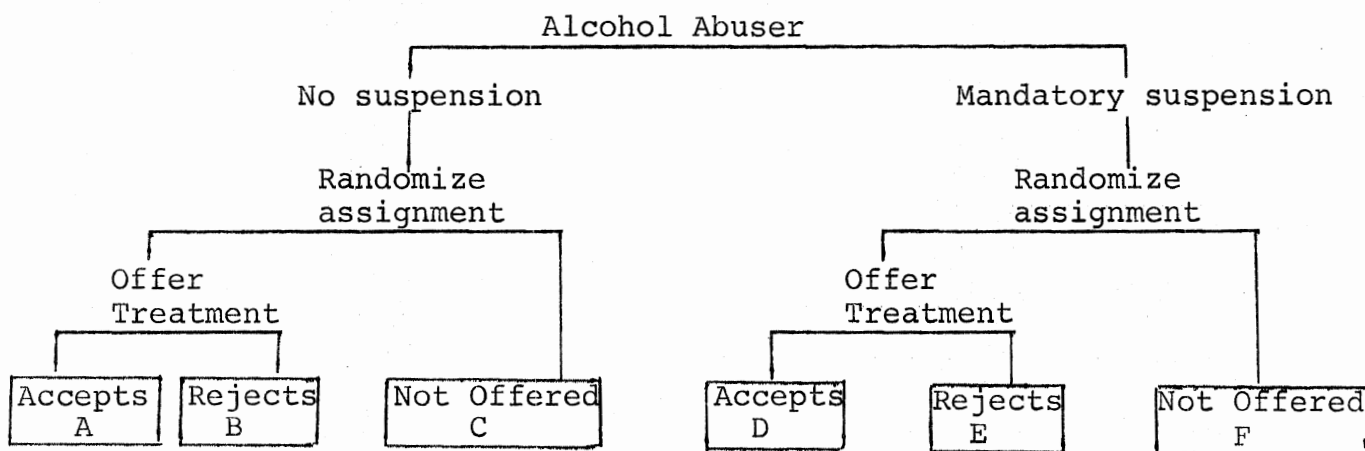 Alcohol Abuser
No suspension
Mandatory suspension
Randomize
assignment
Randomize
assignment
Offer
Treatment
Offer
Treatment
Accepts
A
Rejects
B
Not Offered
C
Accepts
D
Rejects
E
Not Offered
F